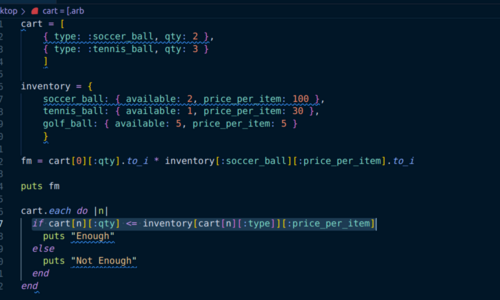 ktop > cart = [.arb
cart = [
{ type: :soccer_ball, qty: 2 },
{ type: :tennis_ball, qty: 3 }
]
inventory = {
soccer_ball: { available: 2, price_per_item: 100 },
tennis_ball: { available: 1, price_per_item: 30 },
golf_ball: { available: 5, price_per_item: 5 }
}
fm = cart[0][:qty].to_i * inventory[:soccer_ball][:price_per_item].to_i
puts fm
cart.each do |n|
if cart[n][:qty] <= inventory[cart[n][:type]][:price_per_item]
puts "Enough"
else
puts "Not Enough"
end
end